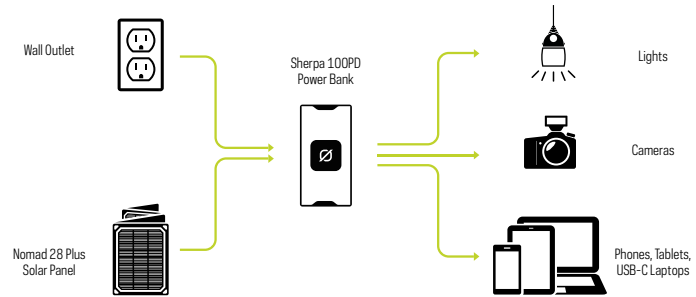 Wall Outlet
Sherpa 100PD
Power Bank
Lights
Cameras
Nomad 28 Plus
Solar Panel
Phones, Tablets,
USB-C Laptops